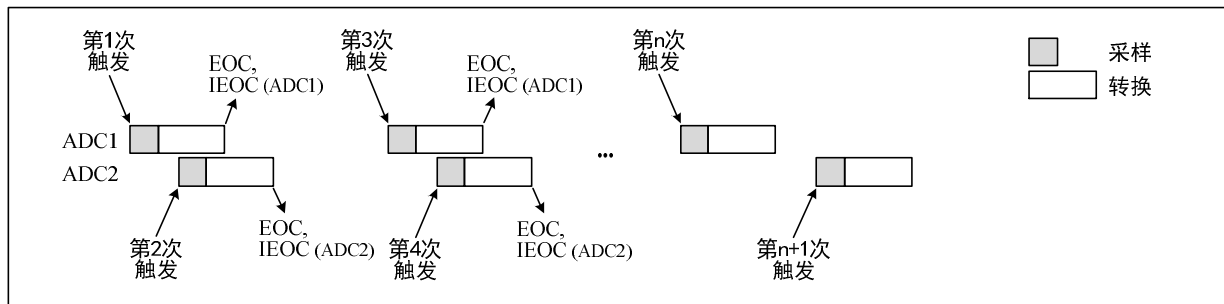 第1次
触发
EOC,
IEOC (ADC1)
第3次
触发
EOC,
IEOC (ADC1)
第n次
触发
采样
转换
ADC1
ADC2
...
EOC,
IEOC (ADC2)
第2次
触发
EOC,
IEOC (ADC2)
第4次
触发
第n+1次
触发